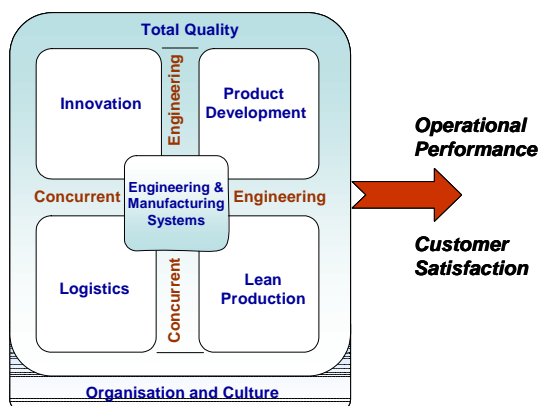 Total Quality
Innovation
Engineering
Product
Development
Operational
Performance
Concurrent
Engineering &
Manufacturing
Systems
Engineering
Customer
Satisfaction
Logistics
Concurrent
Lean
Production
Organisation and Culture